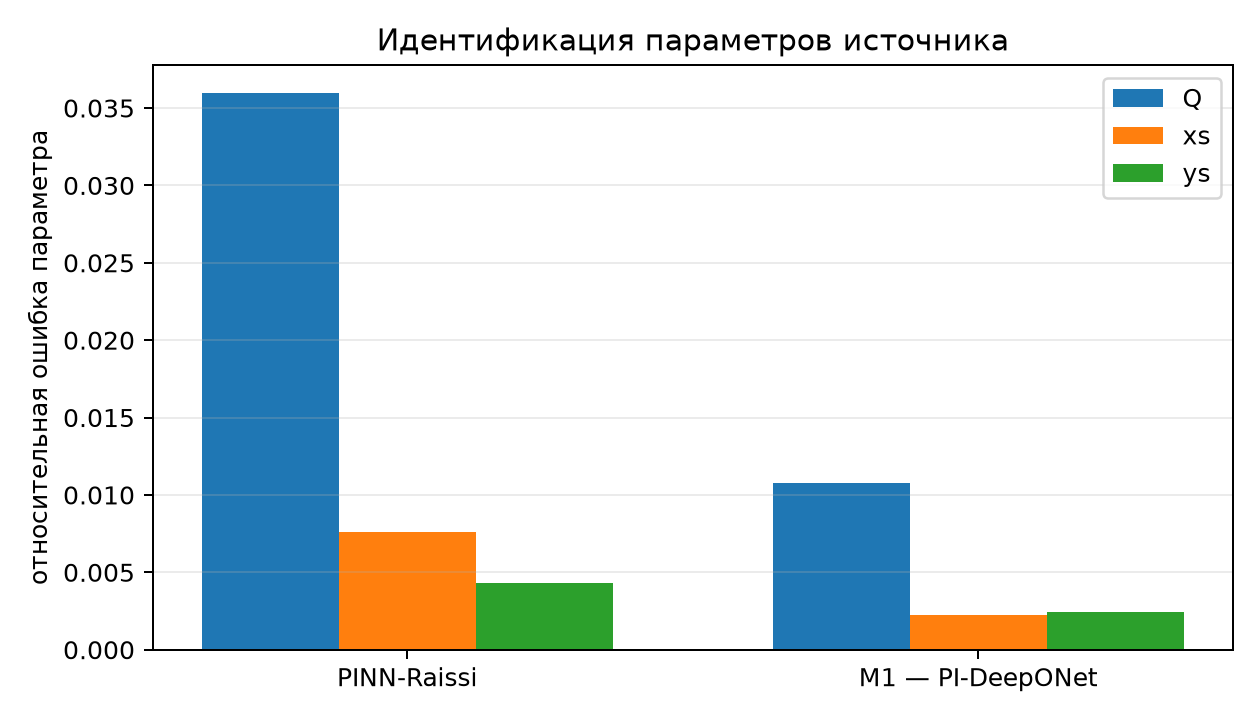 Идентификация параметров источника
относительная ошибка параметра
0.035
0.030
0.025
0.020
0.015
0.010
0.005
0.000
Q
xs
ys
PINN-Raissi
M1 — PI-DeepONet